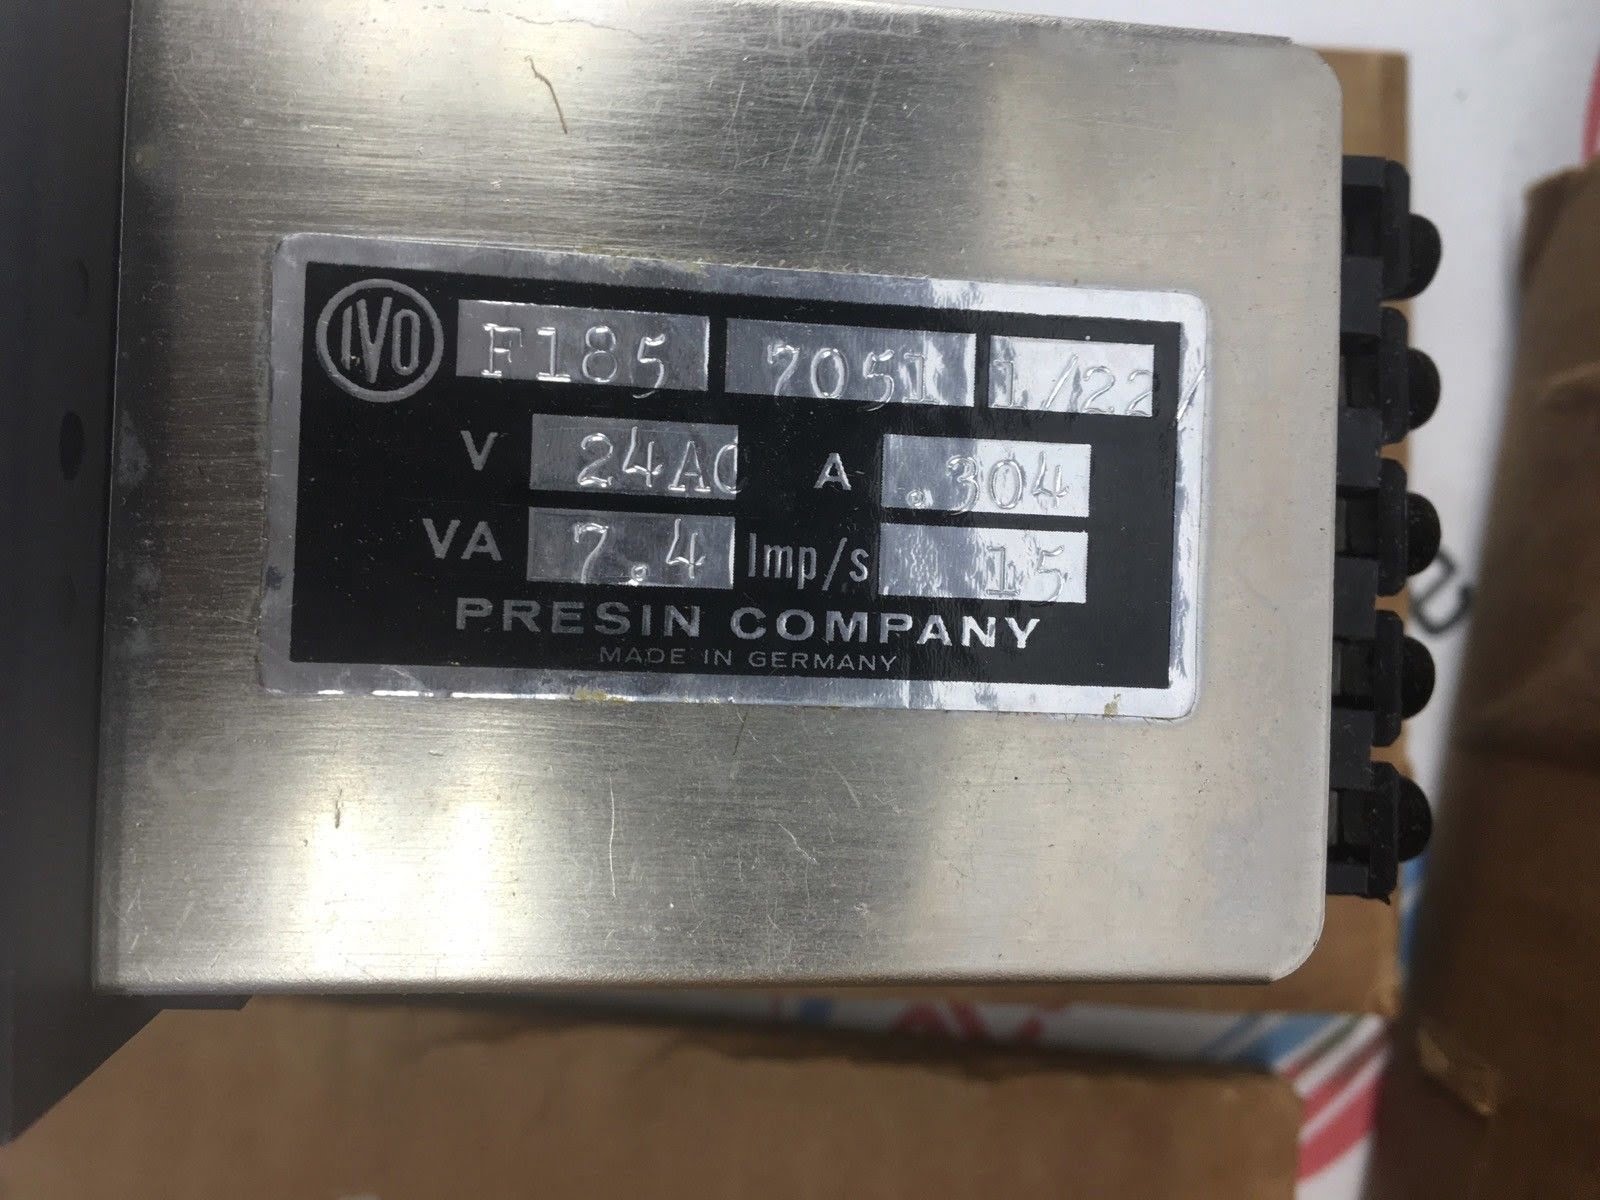 IVO F185 7051 1/22/
V 24AC A .304
VA 7.4 Imp/s 15
PRESIN COMPANY
MADE IN GERMANY